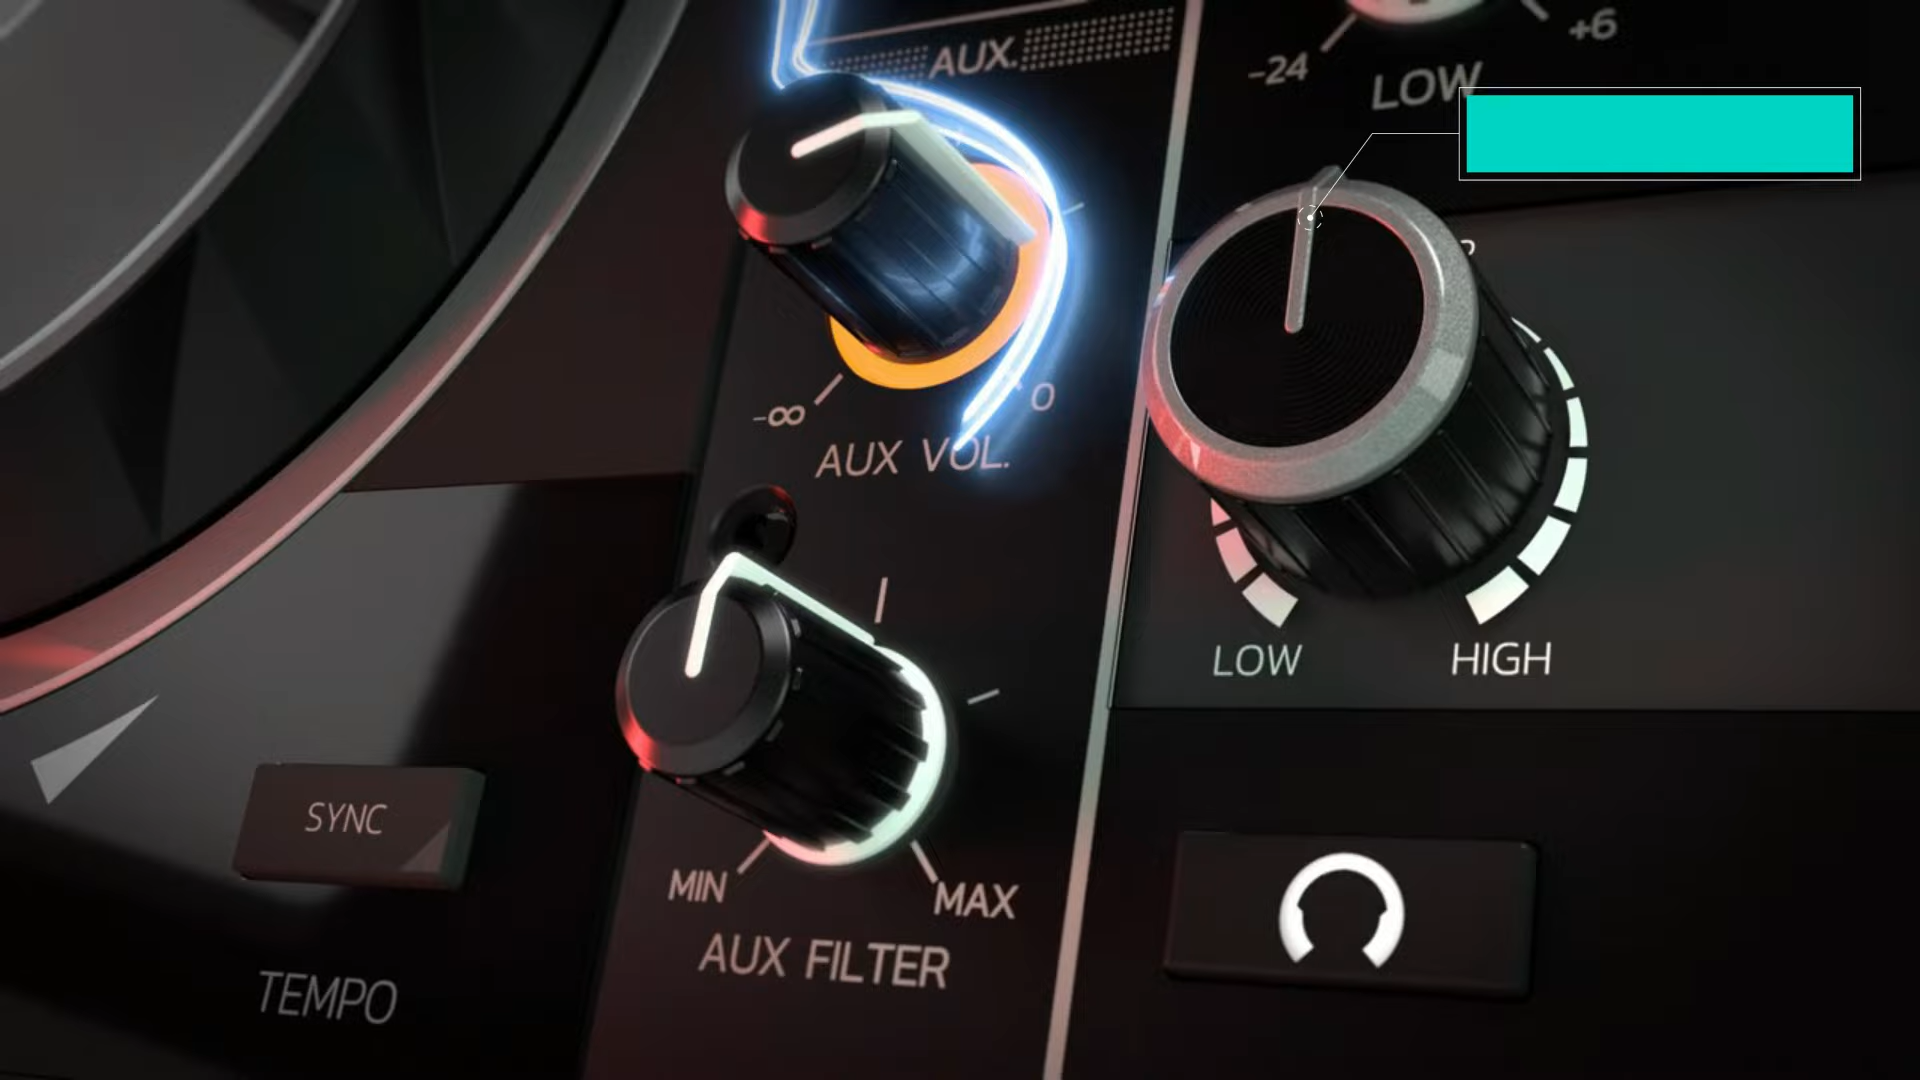 AUX.
+6
-24
LOW
-∞
0
AUX VOL.
LOW
HIGH
SYNC
MIN
MAX
AUX FILTER
TEMPO